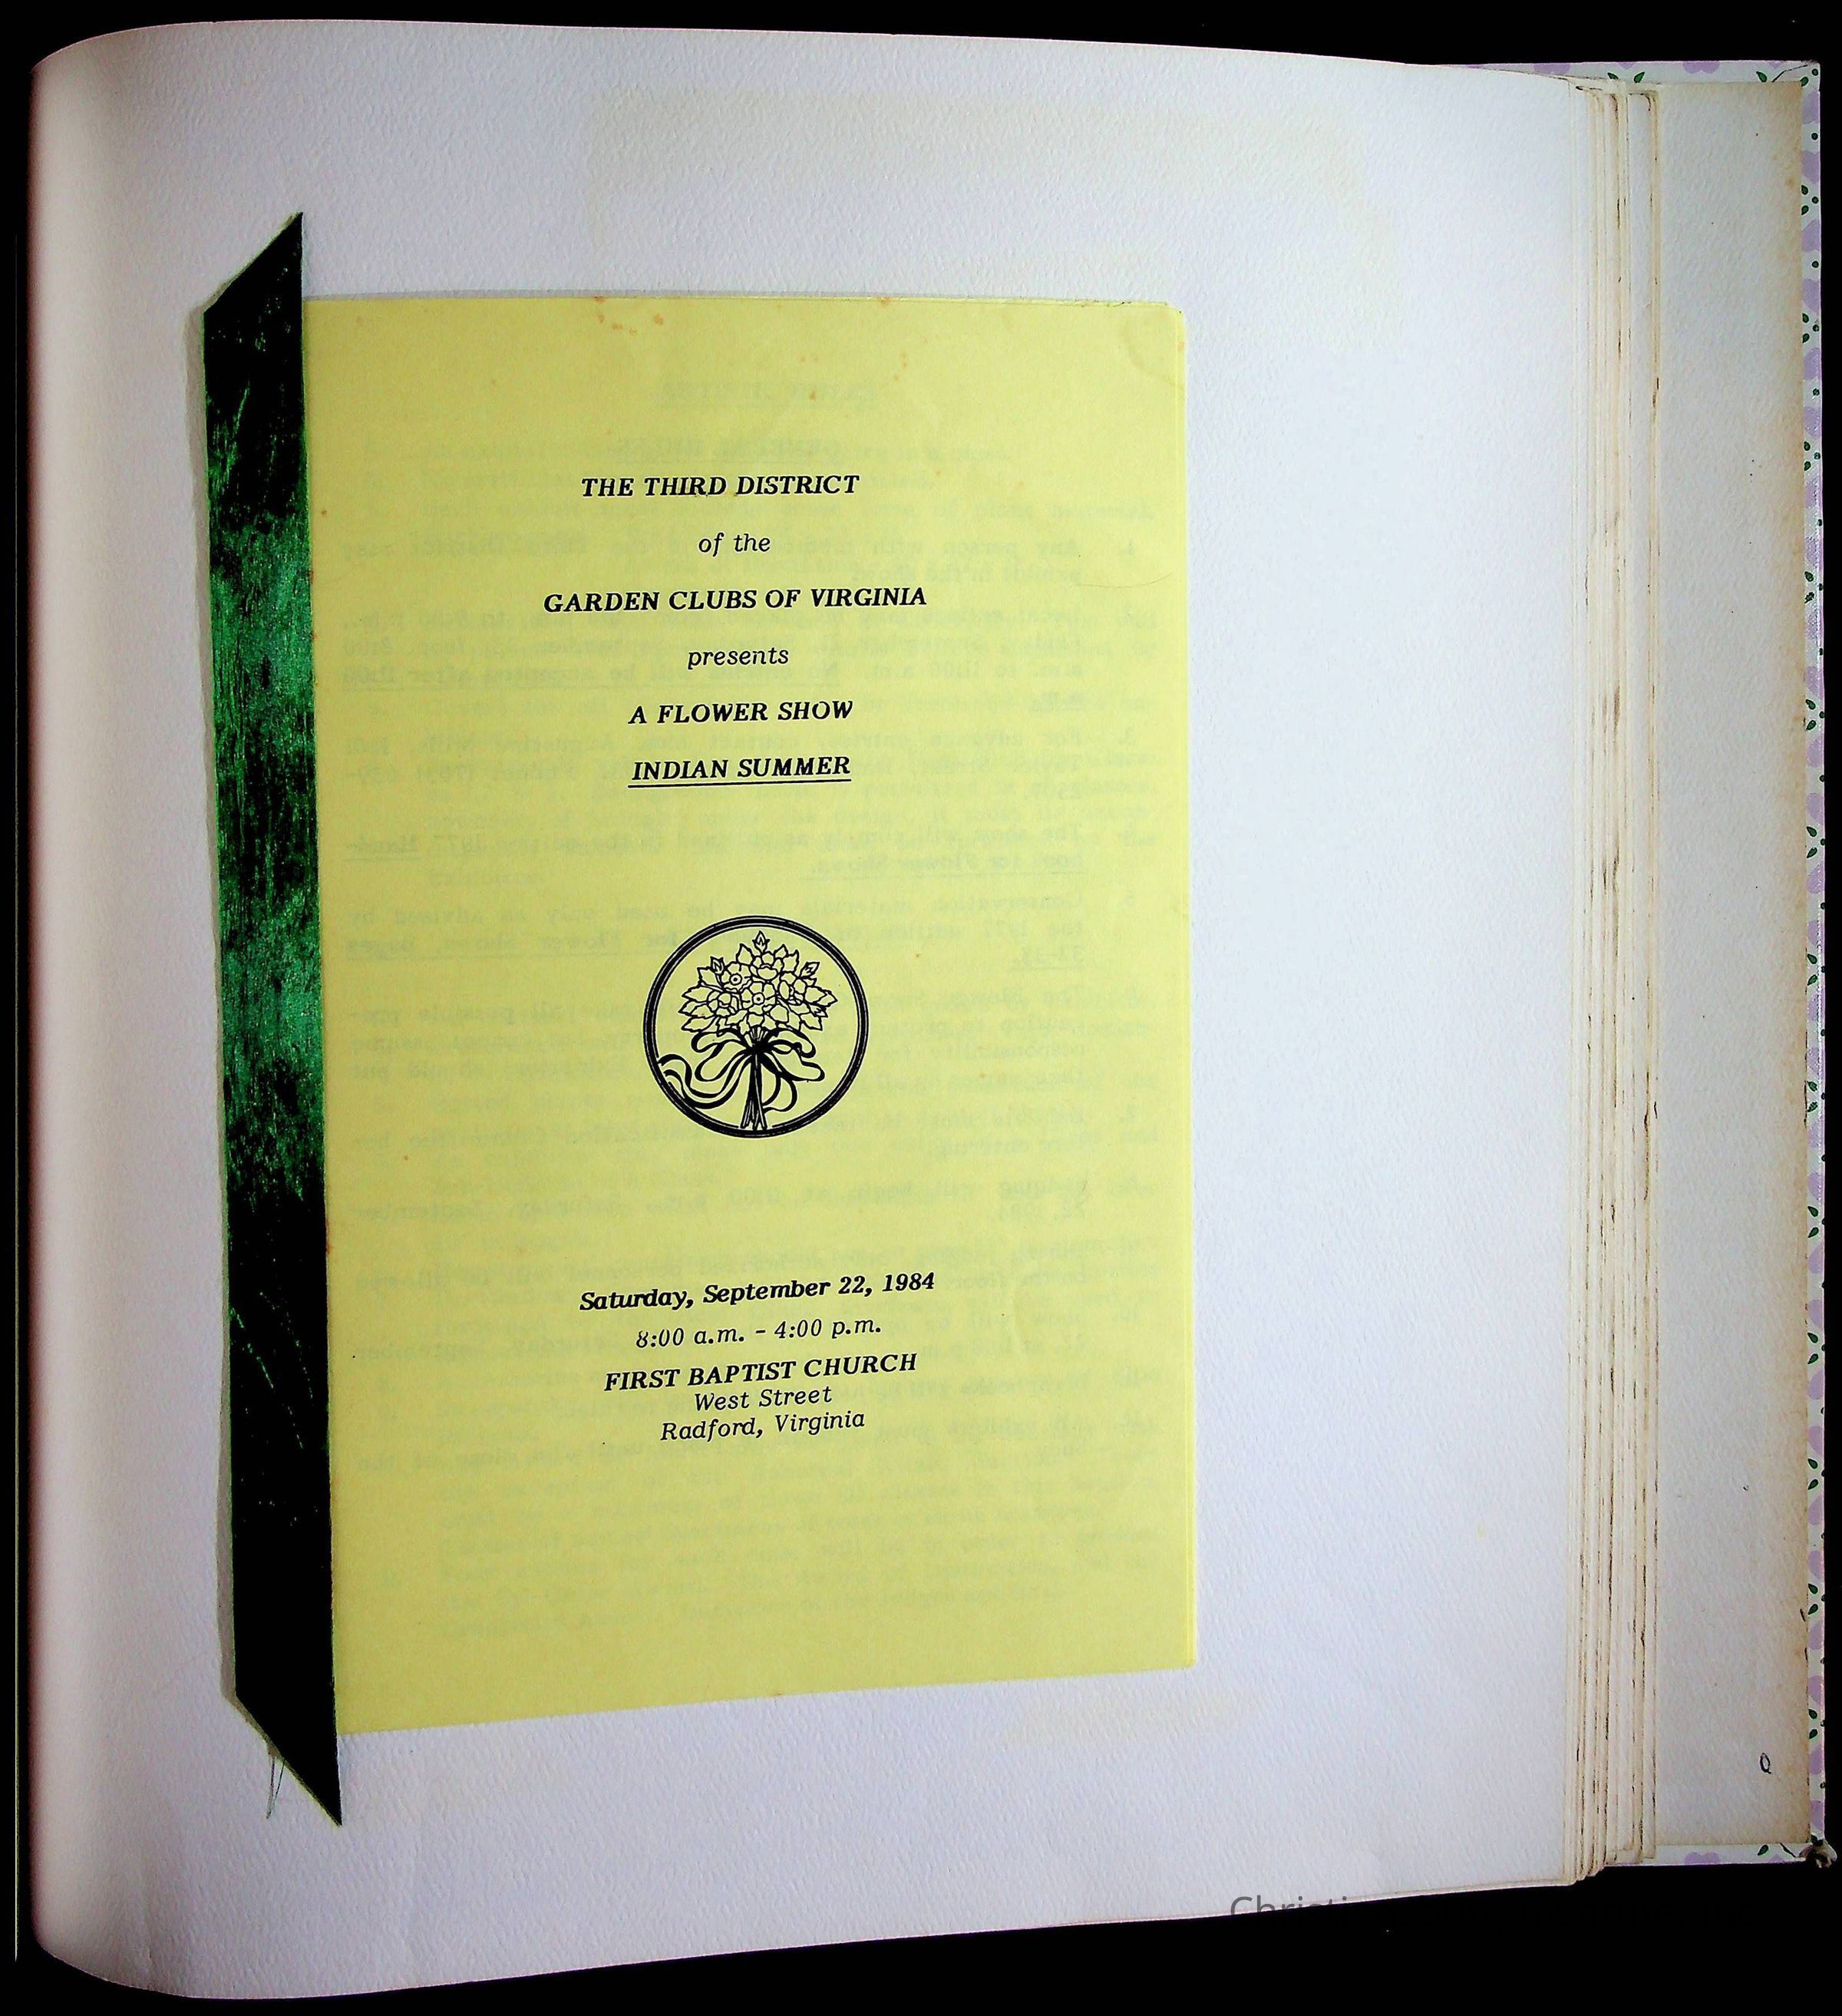 THE THIRD DISTRICT
of the
GARDEN CLUBS OF VIRGINIA
presents
A FLOWER SHOW
INDIAN SUMMER
Saturday, September 22, 1984
8:00 a.m. - 4:00 p.m.
FIRST BAPTIST CHURCH
West Street
Radford, Virginia